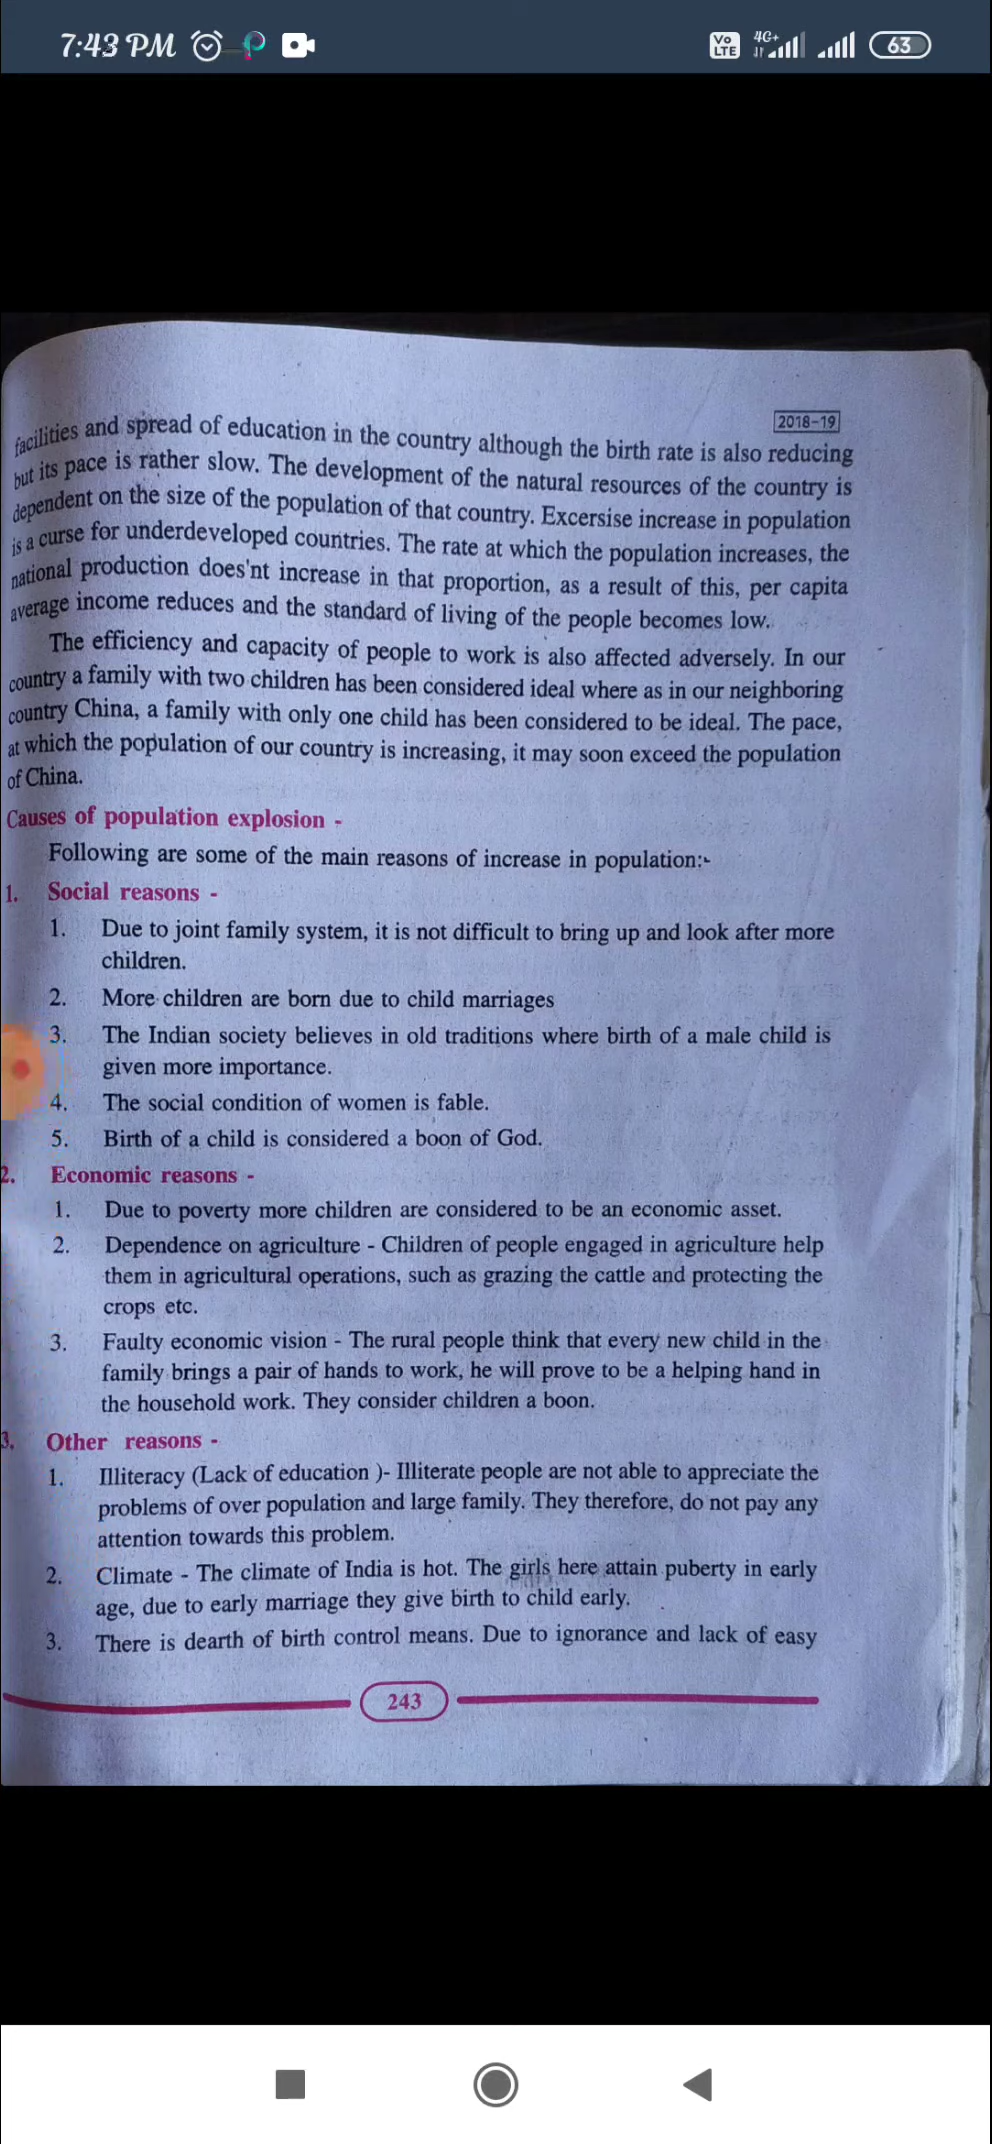 7:43 PM
Vo
LTE
4G+
63
2018-19
facilities and spread of education in the country although the birth rate is also reducing
but its pace is rather slow. The development of the natural resources of the country is
dependent on the size of the population of that country. Excersise increase in population
is a curse for underdeveloped countries. The rate at which the population increases, the
national production does'nt increase in that proportion, as a result of this, per capita
average income reduces and the standard of living of the people becomes low.
The efficiency and capacity of people to work is also affected adversely. In our
country a family with two children has been considered ideal where as in our neighboring
country China, a family with only one child has been considered to be ideal. The pace,
at which the population of our country is increasing, it may soon exceed the population
of China.
Causes of population explosion -
Following are some of the main reasons of increase in population:-
1. Social reasons -
1. Due to joint family system, it is not difficult to bring up and look after more
children.
2. More children are born due to child marriages
3. The Indian society believes in old traditions where birth of a male child is
given more importance.
4. The social condition of women is fable.
5. Birth of a child is considered a boon of God.
2. Economic reasons -
1. Due to poverty more children are considered to be an economic asset.
2. Dependence on agriculture - Children of people engaged in agriculture help
them in agricultural operations, such as grazing the cattle and protecting the
crops etc.
3. Faulty economic vision - The rural people think that every new child in the
family brings a pair of hands to work, he will prove to be a helping hand in
the household work. They consider children a boon.
3. Other reasons -
1. Illiteracy (Lack of education )- Illiterate people are not able to appreciate the
problems of over population and large family. They therefore, do not pay any
attention towards this problem.
2. Climate - The climate of India is hot. The girls here attain puberty in early
age, due to early marriage they give birth to child early.
3. There is dearth of birth control means. Due to ignorance and lack of easy
243